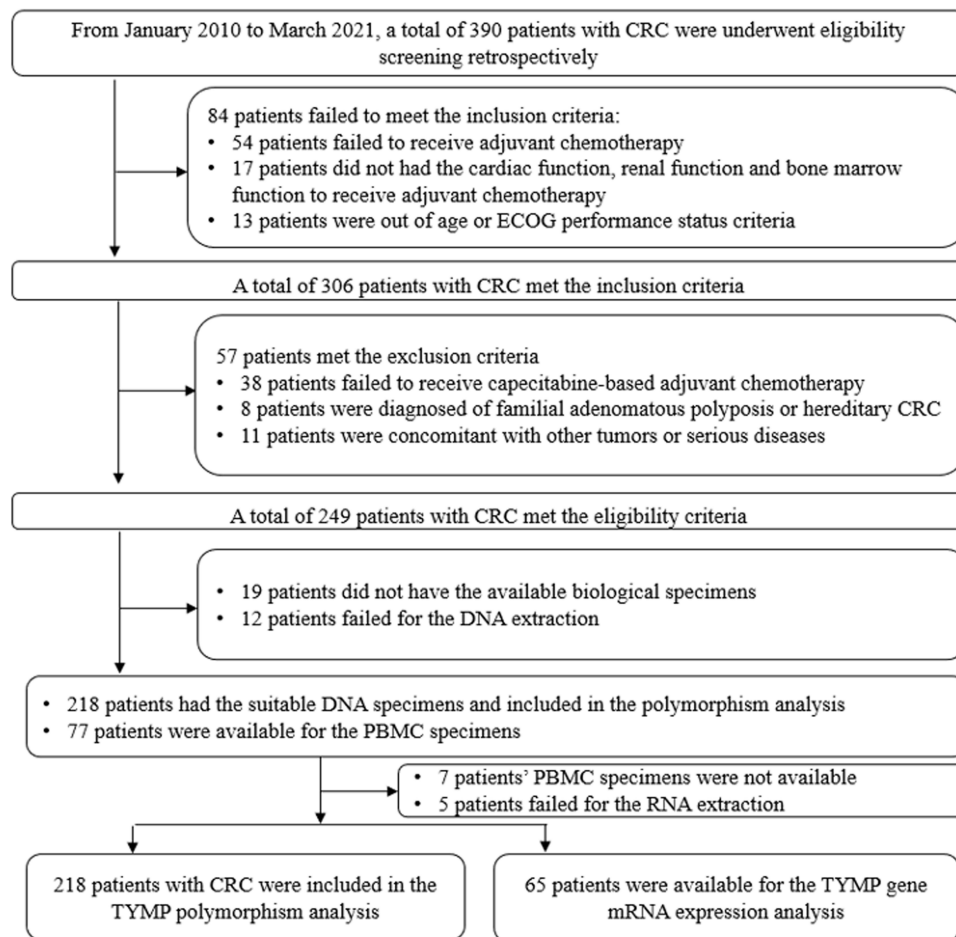 From January 2010 to March 2021, a total of 390 patients with CRC were underwent eligibility
screening retrospectively
84 patients failed to meet the inclusion criteria:
• 54 patients failed to receive adjuvant chemotherapy
• 17 patients did not had the cardiac function, renal function and bone marrow
function to receive adjuvant chemotherapy
• 13 patients were out of age or ECOG performance status criteria
A total of 306 patients with CRC met the inclusion criteria
57 patients met the exclusion criteria
• 38 patients failed to receive capecitabine-based adjuvant chemotherapy
• 8 patients were diagnosed of familial adenomatous polyposis or hereditary CRC
• 11 patients were concomitant with other tumors or serious diseases
A total of 249 patients with CRC met the eligibility criteria
• 19 patients did not have the available biological specimens
• 12 patients failed for the DNA extraction
• 218 patients had the suitable DNA specimens and included in the polymorphism analysis
• 77 patients were available for the PBMC specimens
• 7 patients’ PBMC specimens were not available
• 5 patients failed for the RNA extraction
218 patients with CRC were included in the
TYMP polymorphism analysis
65 patients were available for the TYMP gene
mRNA expression analysis